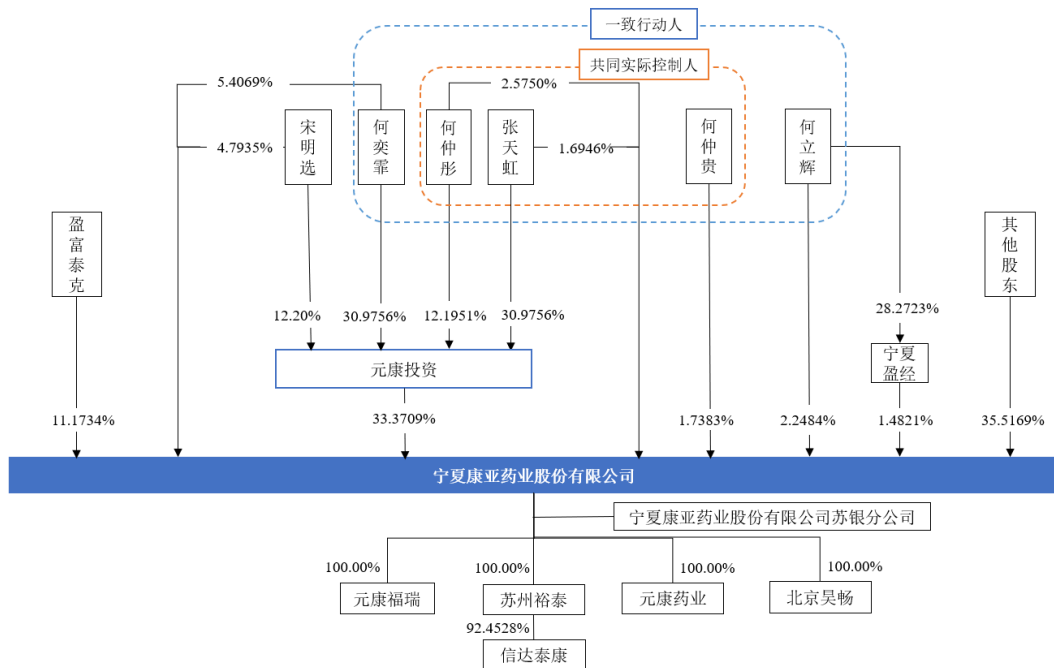 一致行动人
共同实际控制人
5.4069%
2.5750%
宋明选
何奕霏
何仲彤
张天虹
何仲贵
何立辉
4.7935%
1.6946%
盈富泰克
其他股东
12.20%
30.9756%
12.1951%
30.9756%
28.2723%
元康投资
宁夏
盈经
11.1734%
33.3709%
1.7383%
2.2484%
1.4821%
35.5169%
宁夏康亚药业股份有限公司
宁夏康亚药业股份有限公司苏银分公司
100.00%
100.00%
100.00%
100.00%
元康福瑞
苏州裕泰
元康药业
北京昊畅
92.4528%
信达泰康